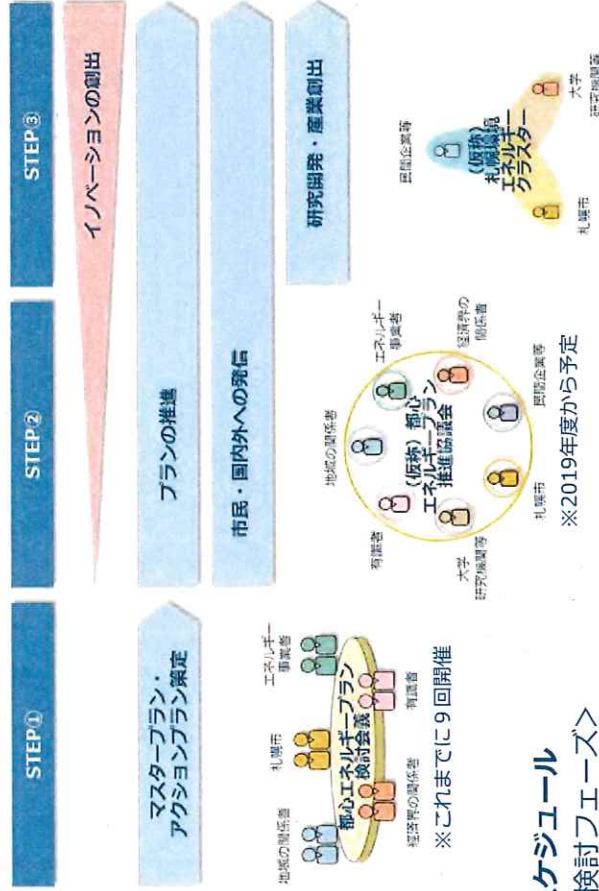 STEP①
STEP②
STEP③
イノベーションの創出
マスタープラン・
アクションプラン策定
プランの推進
市民・国内外への発信
研究開発・産業創出
地域の関係者
札幌市
エネルギー
事業者
都心エネルギープラン
検討会議
経済界の関係者
有識者
※これまでに9回開催
有識者
地域の関係者
エネルギー
事業者
(仮称)都心
エネルギープラン
推進協議会
経済界の
関係者
大学
研究機関等
札幌市
民間企業等
※2019年度から予定
民間企業等
(仮称)
札幌環境
エネルギー
クラスター
札幌市
大学
研究機関等
ケジュール
検討フェーズ>